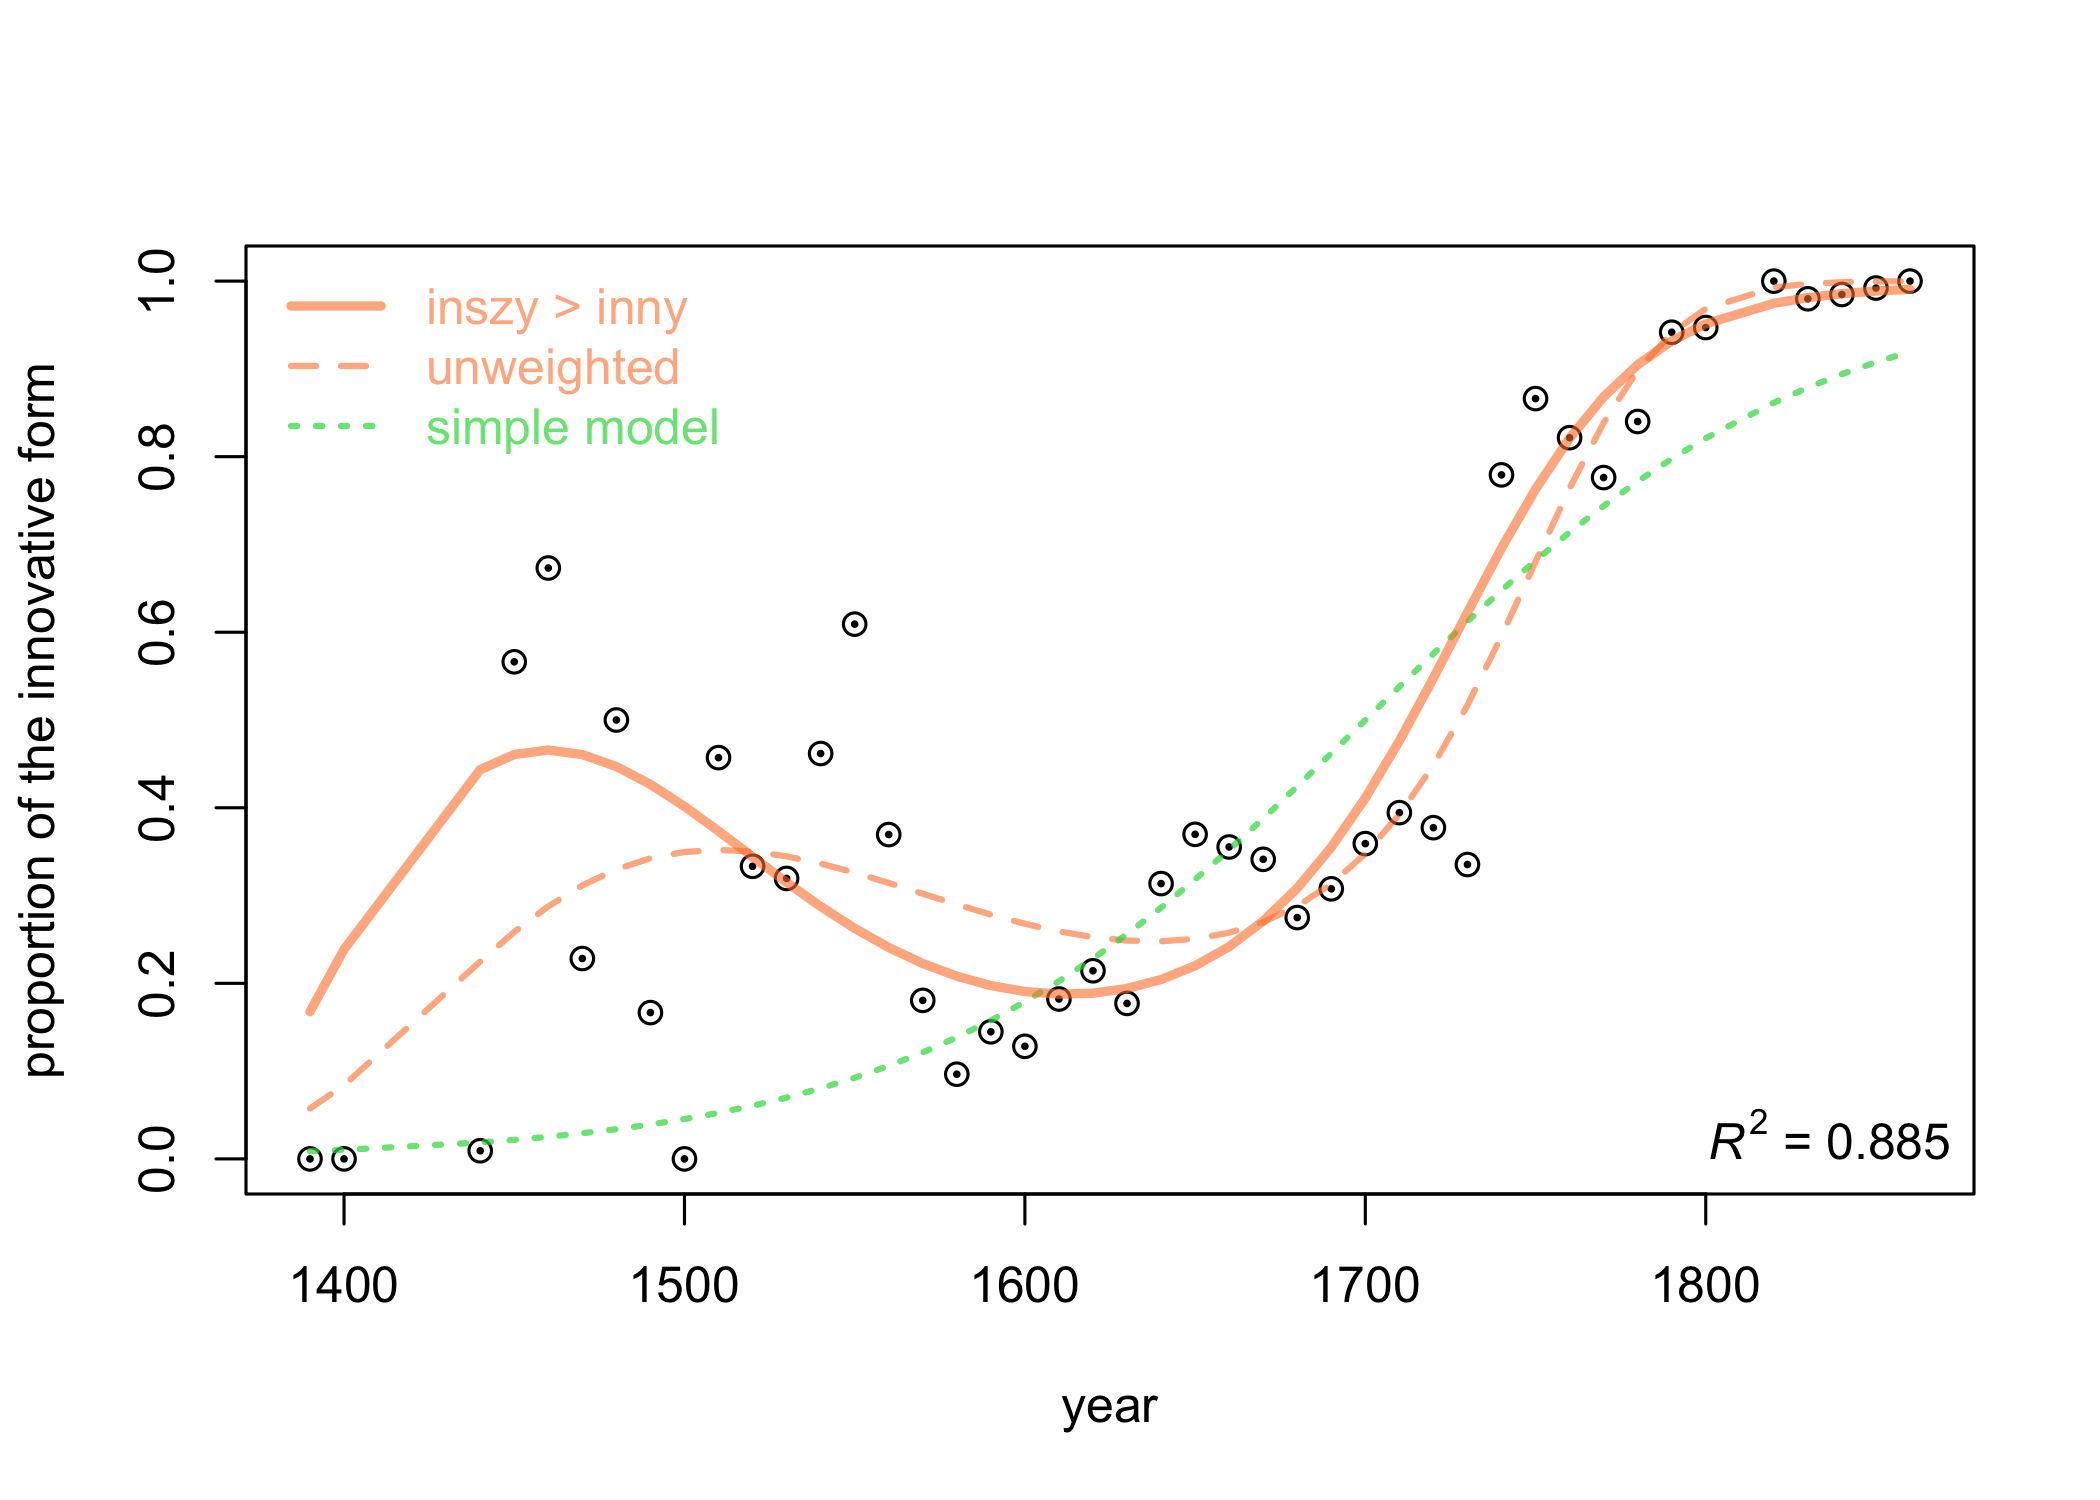 inszy > inny
unweighted
simple model
proportion of the innovative form
1.0
0.8
0.6
0.4
0.2
0.0
R² = 0.885
1400 1500 1600 1700 1800
year